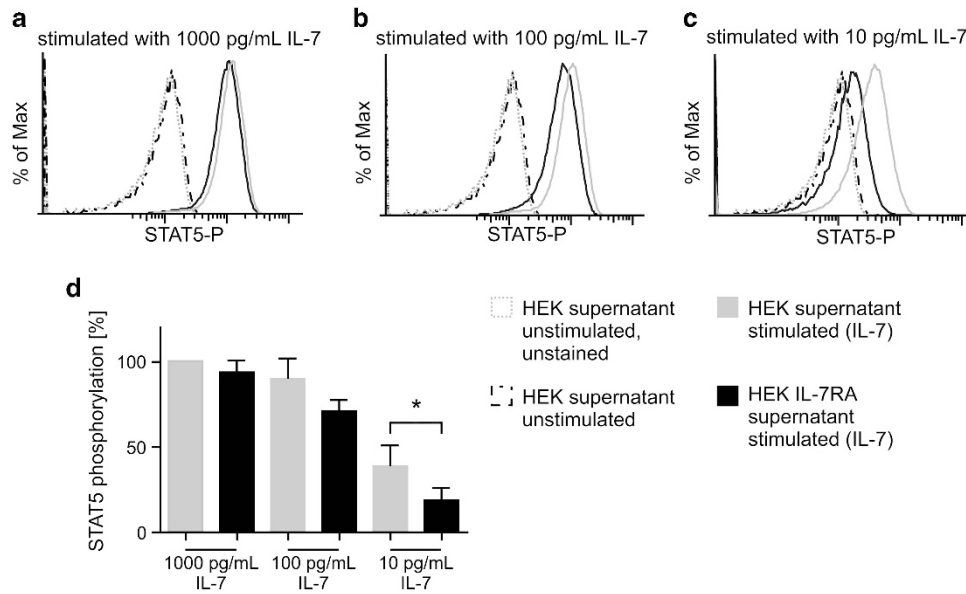 a
stimulated with 1000 pg/mL IL-7
% of Max
STAT5-P
b
stimulated with 100 pg/mL IL-7
% of Max
STAT5-P
c
stimulated with 10 pg/mL IL-7
% of Max
STAT5-P
d
STAT5 phosphorylation [%]
100
50
0
*
1000 pg/mL
IL-7
100 pg/mL
IL-7
10 pg/mL
IL-7
HEK supernatant
unstimulated,
unstained
HEK supernatant
unstimulated
HEK supernatant
stimulated (IL-7)
HEK IL-7RA
supernatant
stimulated (IL-7)